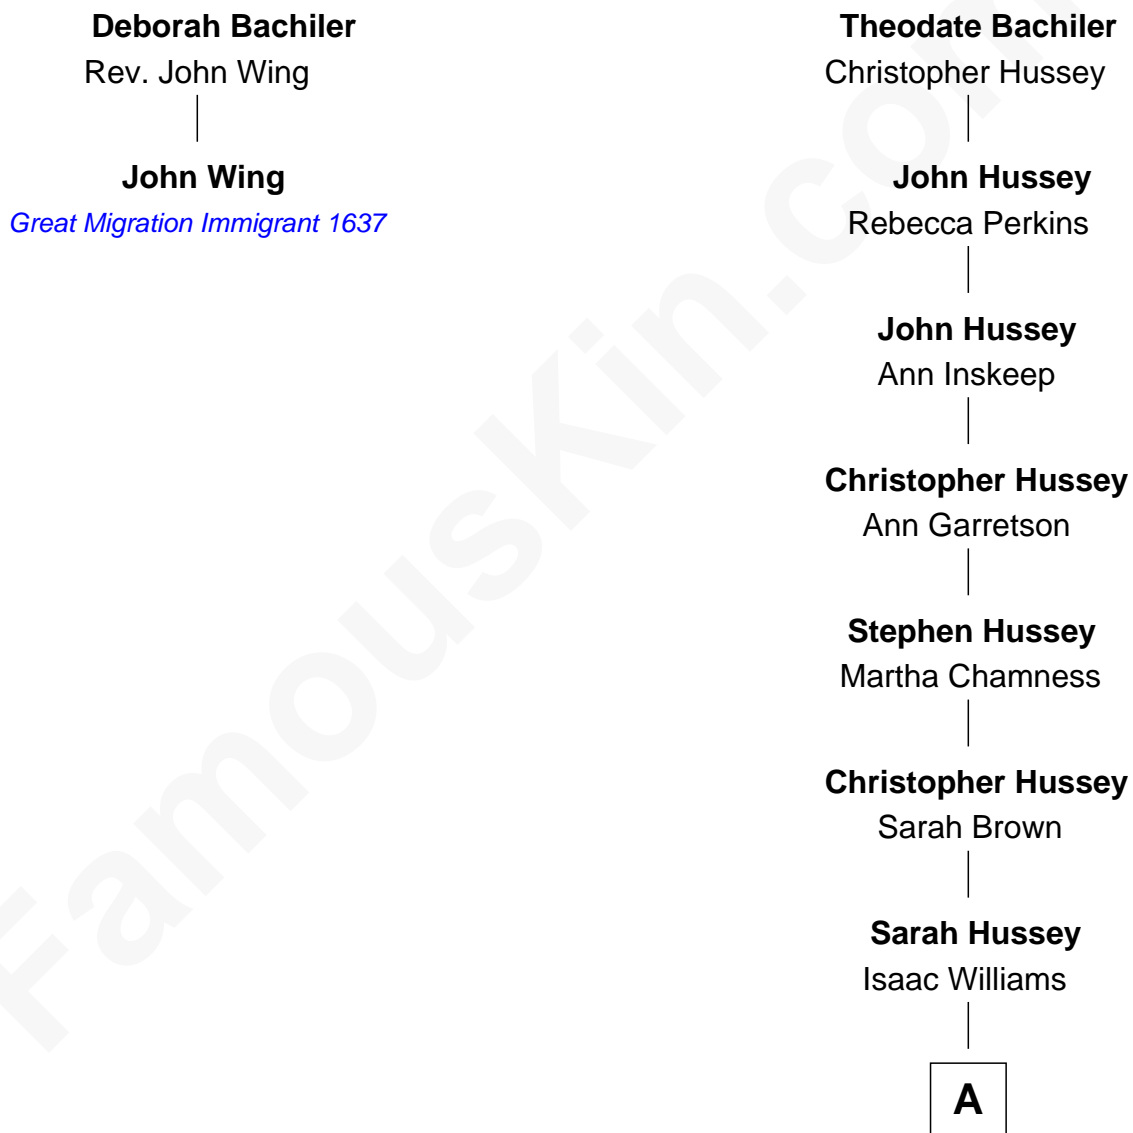 Deborah Bachiler
Rev. John Wing
John Wing
Great Migration Immigrant 1637
Theodate Bachiler
Christopher Hussey
John Hussey
Rebecca Perkins
John Hussey
Ann Inskeep
Christopher Hussey
Ann Garretson
Stephen Hussey
Martha Chamness
Christopher Hussey
Sarah Brown
Sarah Hussey
Isaac Williams
A
FamousKin.com